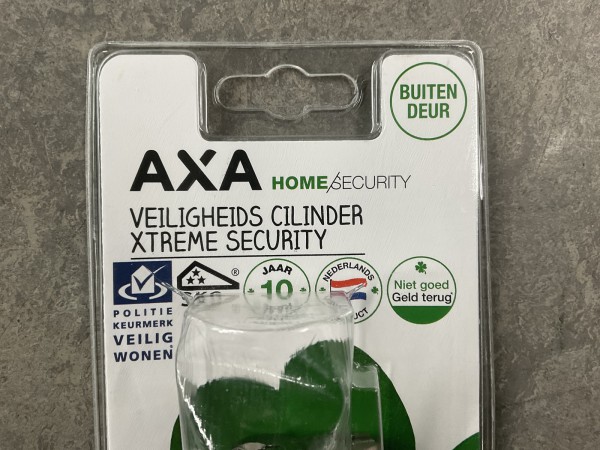 BUITEN
DEUR
AXA HOME/SECURITY
VEILIGHEIDS CILINDER
XTREME SECURITY
POLITIE
KEURMERK
VEILIG
WONEN
®
JAAR
10
NEDERLANDS
Niet goed
Geld terug*